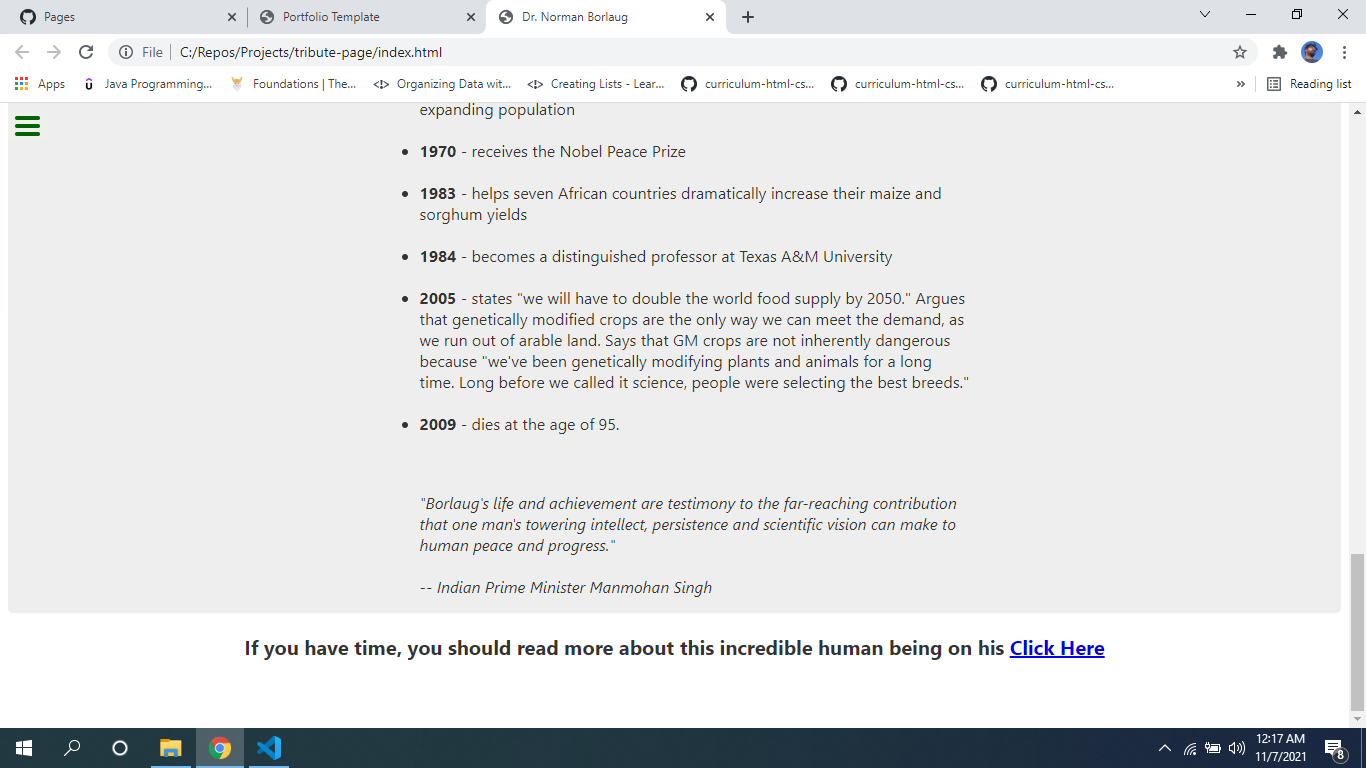 Pages
Portfolio Template
Dr. Norman Borlaug
File
C:/Repos/Projects/tribute-page/index.html
Apps
Java Programming...
Foundations | The...
Organizing Data wit...
Creating Lists - Lear...
curriculum-html-cs...
curriculum-html-cs...
curriculum-html-cs...
»
Reading list
expanding population
• 1970 - receives the Nobel Peace Prize
• 1983 - helps seven African countries dramatically increase their maize and
sorghum yields
• 1984 - becomes a distinguished professor at Texas A&M University
• 2005 - states "we will have to double the world food supply by 2050." Argues
that genetically modified crops are the only way we can meet the demand, as
we run out of arable land. Says that GM crops are not inherently dangerous
because "we've been genetically modifying plants and animals for a long
time. Long before we called it science, people were selecting the best breeds."
• 2009 - dies at the age of 95.
"Borlaug's life and achievement are testimony to the far-reaching contribution
that one man's towering intellect, persistence and scientific vision can make to
human peace and progress."
-- Indian Prime Minister Manmohan Singh
If you have time, you should read more about this incredible human being on his Click Here
12:17 AM
11/7/2021
8